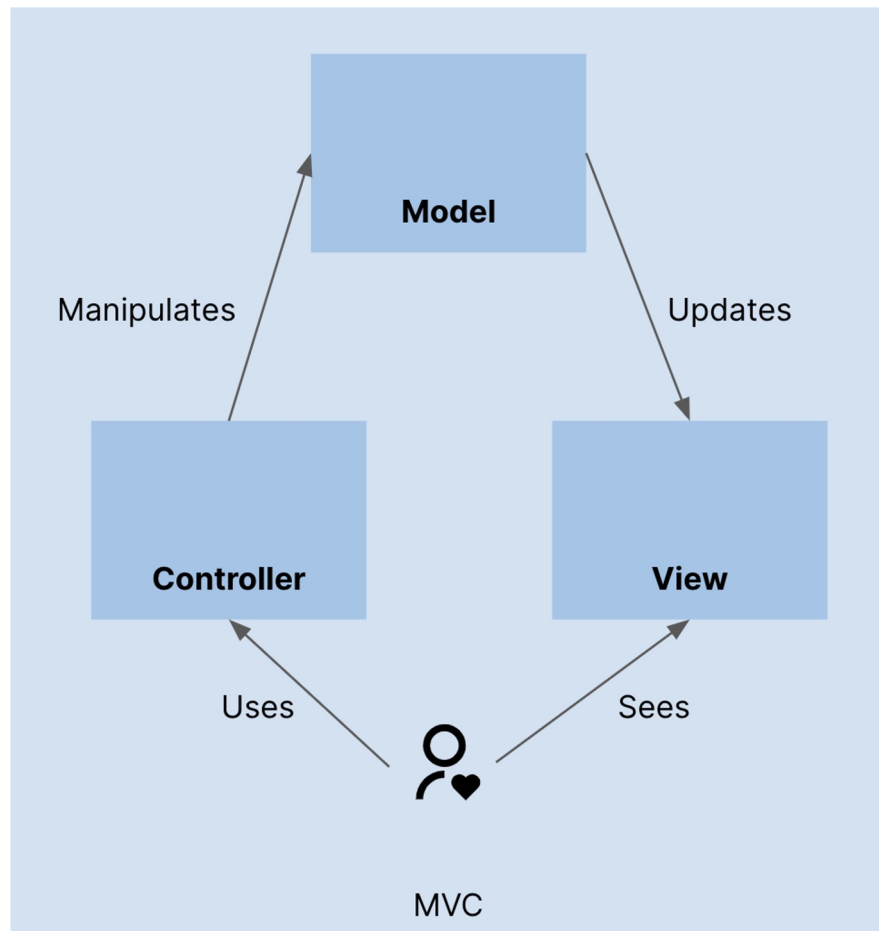 Model
Manipulates
Updates
Controller
View
Uses
Sees
MVC